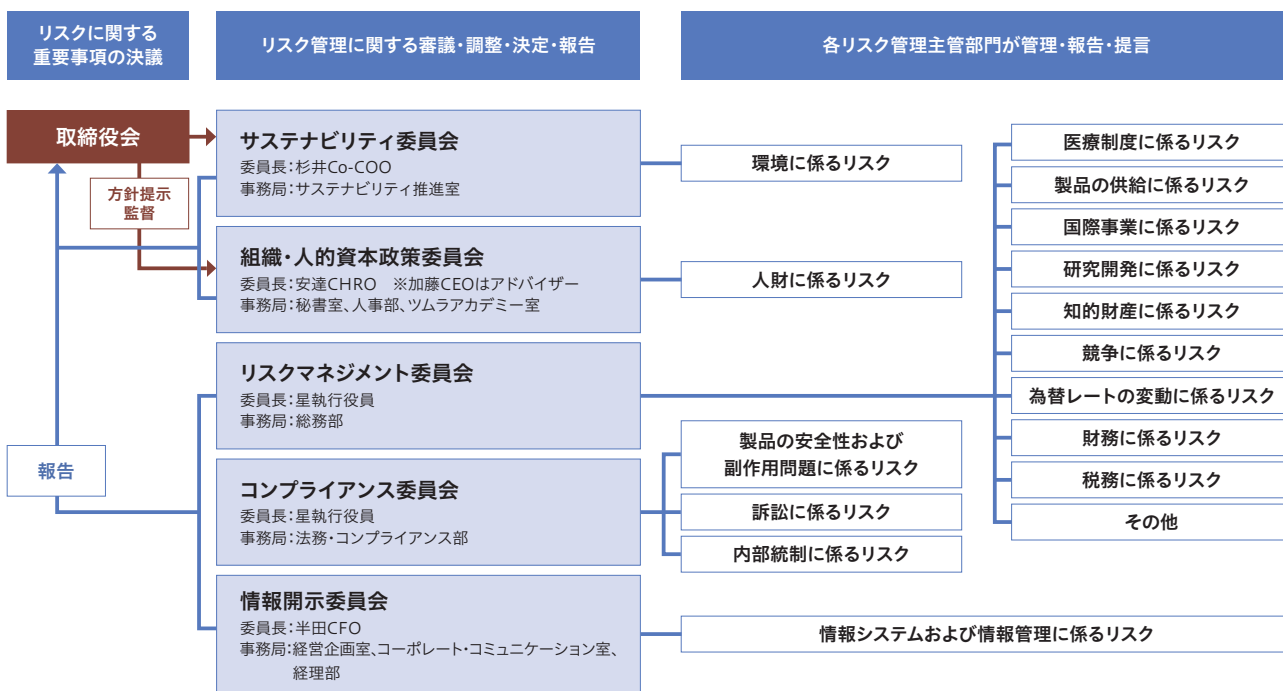 リスクに関する
重要事項の決議
リスク管理に関する審議・調整・決定・報告
各リスク管理主管部門が管理・報告・提言
取締役会
方針提示
監督
報告
サステナビリティ委員会
委員長:杉井Co-COO
事務局:サステナビリティ推進室
環境に係るリスク
組織・人的資本政策委員会
委員長:安達CHRO ※加藤CEOはアドバイザー
事務局:秘書室、人事部、ツムラアカデミー室
人財に係るリスク
リスクマネジメント委員会
委員長:星執行役員
事務局:総務部
医療制度に係るリスク
製品の供給に係るリスク
国際事業に係るリスク
研究開発に係るリスク
知的財産に係るリスク
競争に係るリスク
為替レートの変動に係るリスク
財務に係るリスク
税務に係るリスク
その他
コンプライアンス委員会
委員長:星執行役員
事務局:法務・コンプライアンス部
製品の安全性および
副作用問題に係るリスク
訴訟に係るリスク
内部統制に係るリスク
情報開示委員会
委員長:半田CFO
事務局:経営企画室、コーポレート・コミュニケーション室、
経理部
情報システムおよび情報管理に係るリスク